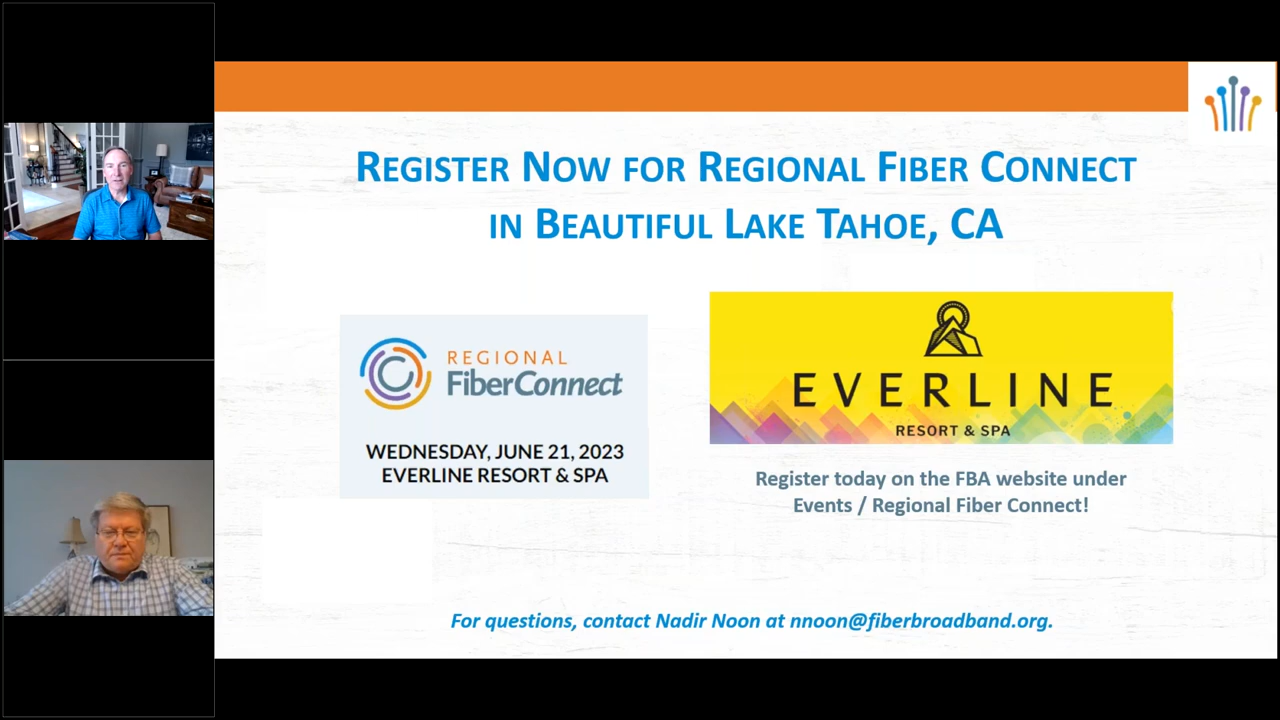 Register Now for Regional Fiber Connect
in Beautiful Lake Tahoe, CA
REGIONAL
FiberConnect
WEDNESDAY, JUNE 21, 2023
EVERLINE RESORT & SPA
EVERLINE
RESORT & SPA
Register today on the FBA website under
Events / Regional Fiber Connect!
For questions, contact Nadir Noon at nnoon@fiberbroadband.org.